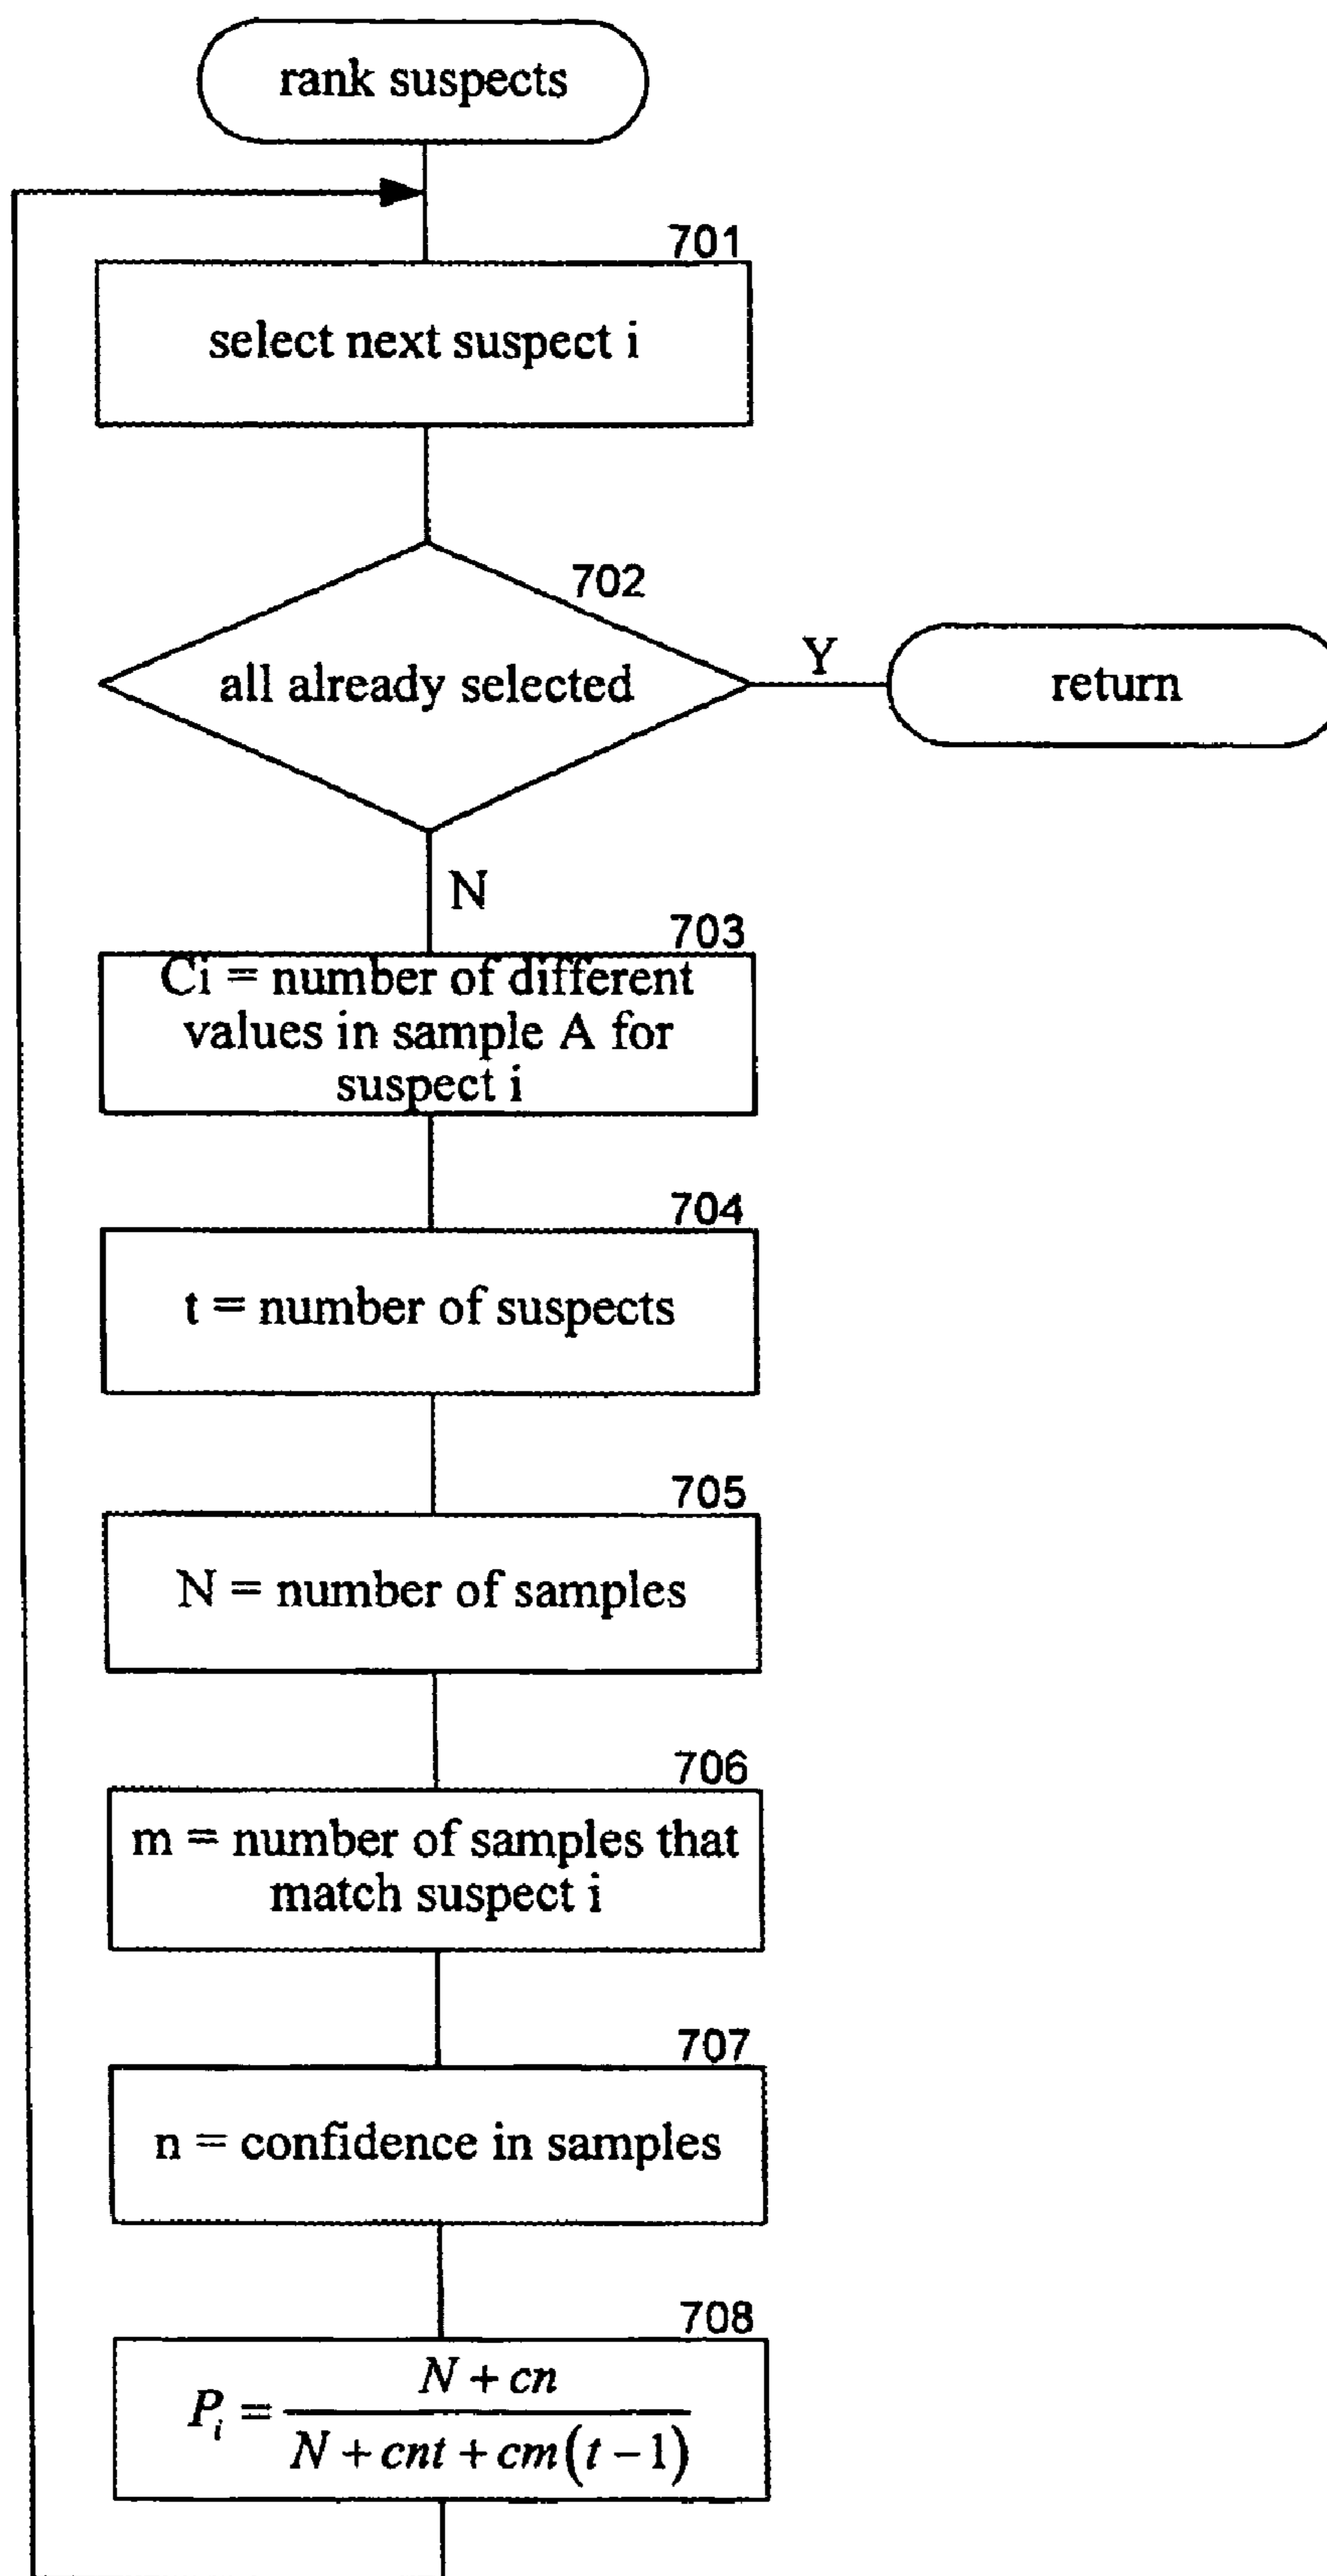 rank suspects
701
select next suspect i
702
all already selected
Y
return
N
703
Ci = number of different
values in sample A for
suspect i
704
t = number of suspects
705
N = number of samples
706
m = number of samples that
match suspect i
707
n = confidence in samples
708
P_i = \frac{N + cn}{N + cnt + cm(t − 1)}